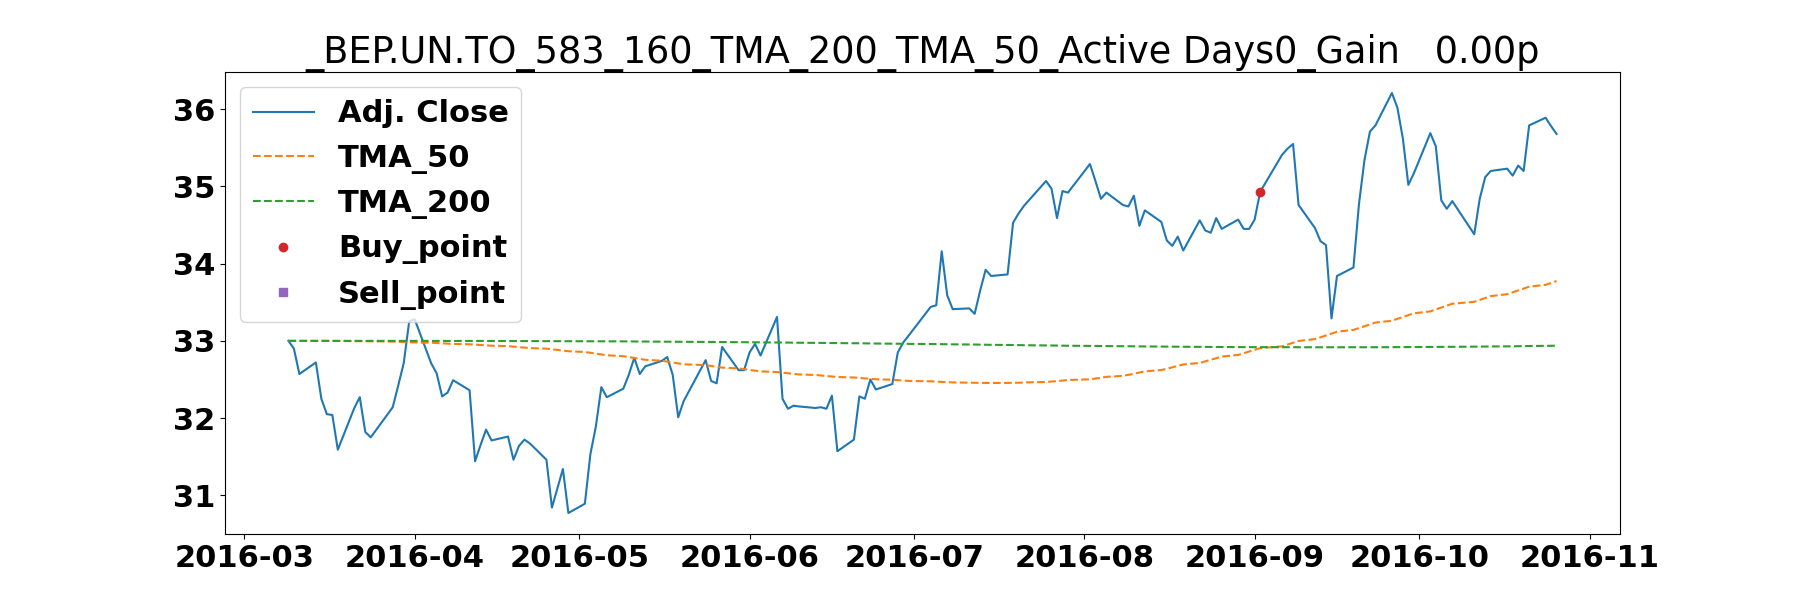 _BEP.UN.TO_583_160_TMA_200_TMA_50_Active Days0_Gain   0.00p
Adj. Close
TMA_50
TMA_200
Buy_point
Sell_point
36
35
34
33
32
31
2016-03 2016-04 2016-05 2016-06 2016-07 2016-08 2016-09 2016-10 2016-11